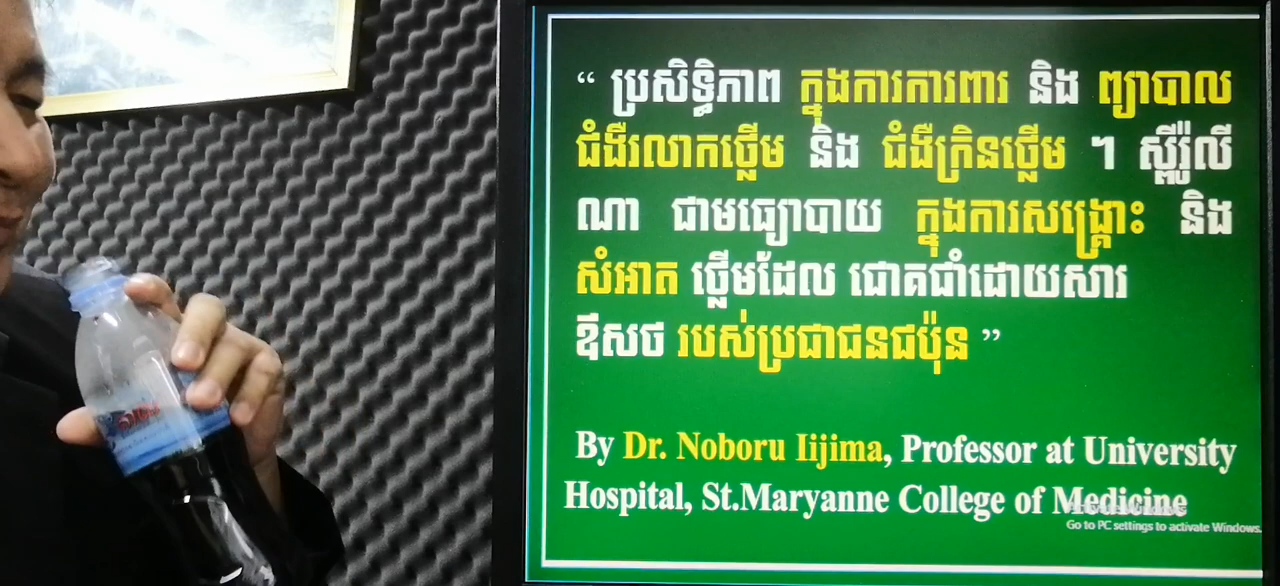 “ ប្រសិទ្ធិភាព ក្នុងការការពារ និង ព្យាបាល
ជំងឺរលាកថ្លើម និង ជំងឺក្រិនថ្លើម ។ ស្ពីរ៉ូលី
ណា ជាមធ្យោបាយ ក្នុងការសង្គ្រោះ និង
សំអាត ថ្លើមដែល ជោគជាំដោយសារ
ឱសថ របស់ប្រជាជនជប៉ុន ”
By Dr. Noboru Iijima, Professor at University
Hospital, St.Maryanne College of Medicine
Activate Windows
Go to PC settings to activate Windows.